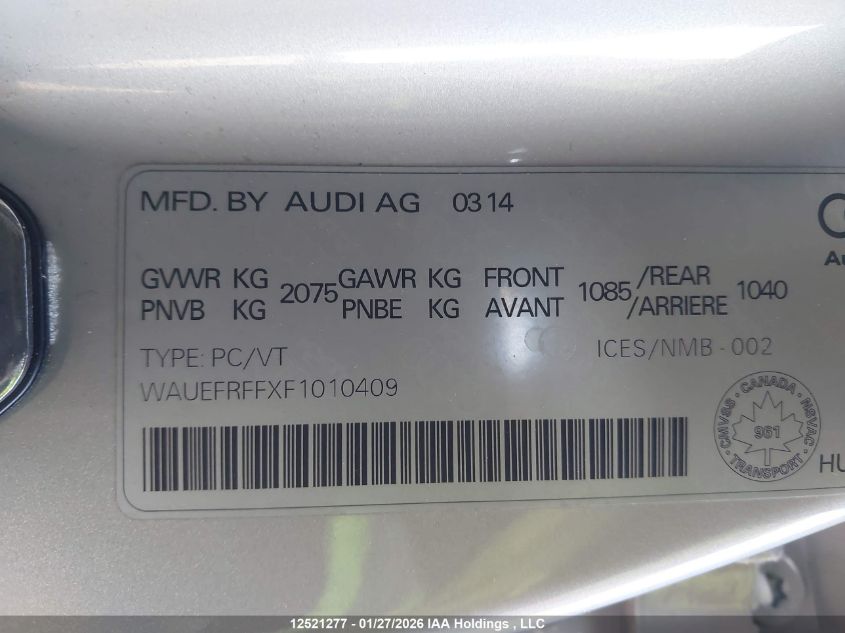 MFD. BY AUDI AG 0314
GVWR KG 2075 GAWR KG FRONT 1085 /REAR 1040
PNVB KG PNBE KG AVANT /ARRIERE
TYPE: PC/VT ICES/NMB-002
WAUEFRFFXF1010409
CANADA
CMVSS 961 NSVAC
TRANSPORT
12521277 - 01/27/2026 IAA Holdings , LLC